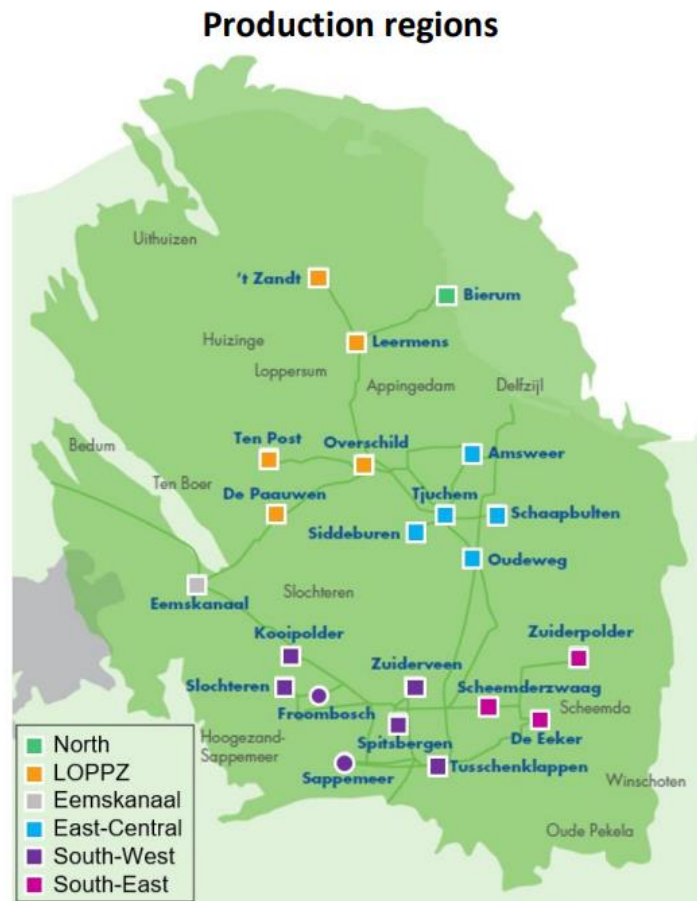 Production regions
Uithuizen
't Zandt
Bierum
Huizinge
Leermens
Loppersum
Appingedam
Delfzijl
Bedum
Ten Post
Overschild
Amsweer
Ten Boer
De Paauwen
Tjuchem
Schaapbulten
Siddeburen
Oudeweg
Eemskanaal
Slochteren
Kooipolder
Zuiderpolder
Zuiderveen
Slochteren
Scheemderzwaag
Froombosch
Scheemda
Hoogezand-
Sappemeer
Spitsbergen
De Eeker
Sappemeer
Tusschenklappen
Winschoten
Oude Pekela
North
LOPPZ
Eemskanaal
East-Central
South-West
South-East